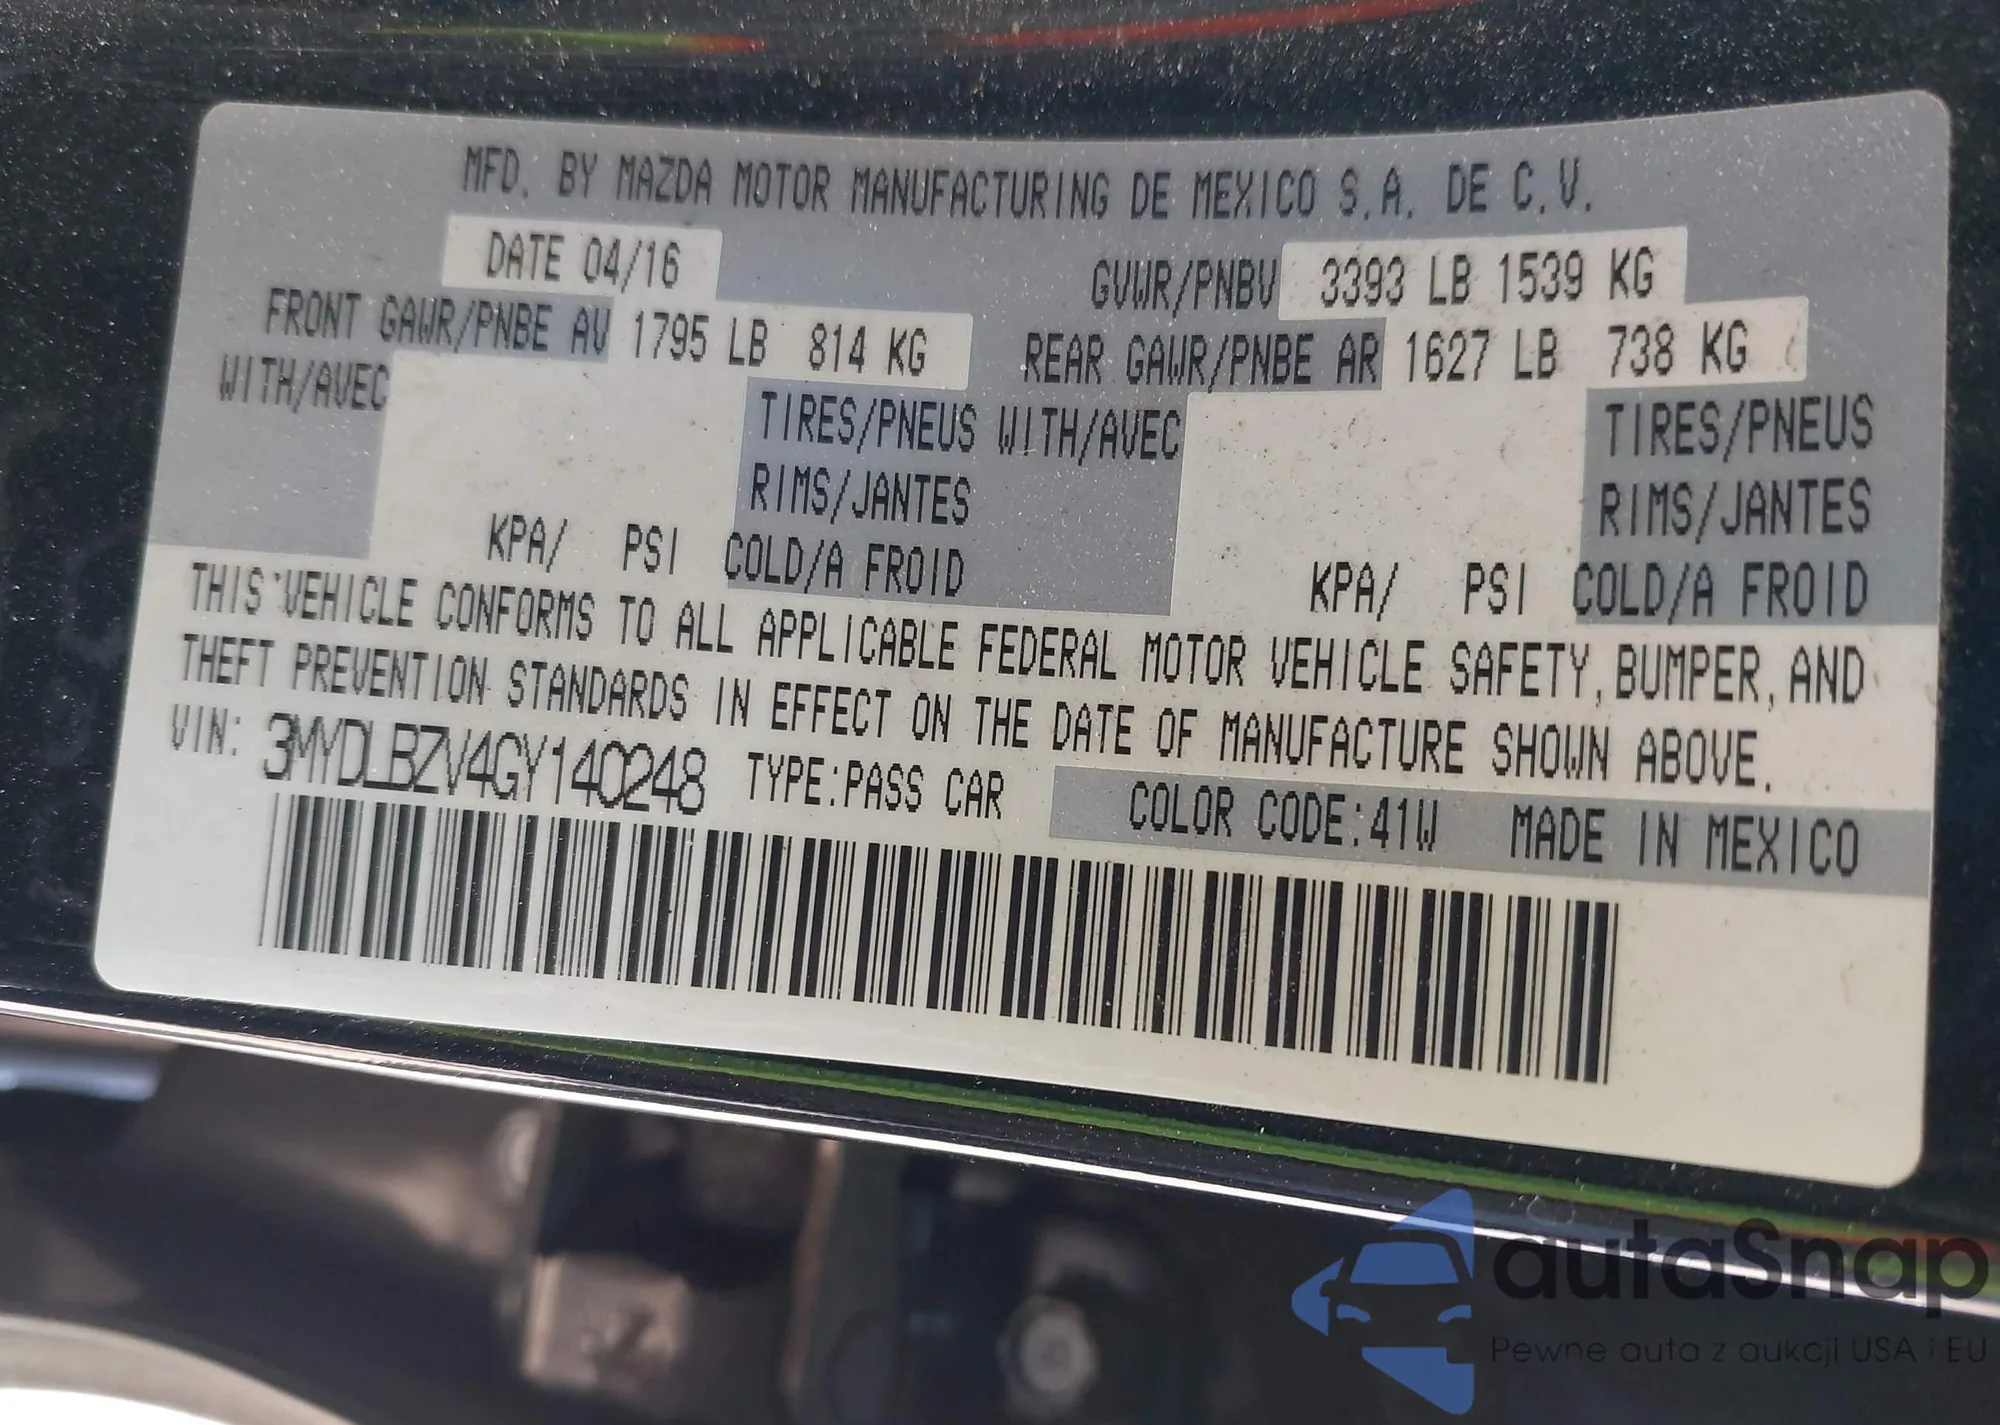 MFD. BY MAZDA MOTOR MANUFACTURING DE MEXICO S.A. DE C.V.
DATE 04/16 GVWR/PNBV 3393 LB 1539 KG
FRONT GAWR/PNBE AV 1795 LB 814 KG REAR GAWR/PNBE AR 1627 LB 738 KG
WITH/AVEC TIRES/PNEUS WITH/AVEC TIRES/PNEUS
RIMS/JANTES RIMS/JANTES
KPA/ PSI COLD/A FROID KPA/ PSI COLD/A FROID
THIS VEHICLE CONFORMS TO ALL APPLICABLE FEDERAL MOTOR VEHICLE SAFETY, BUMPER, AND
THEFT PREVENTION STANDARDS IN EFFECT ON THE DATE OF MANUFACTURE SHOWN ABOVE.
VIN: 3MYDLBZV4GY140248 TYPE:PASS CAR COLOR CODE:41W MADE IN MEXICO
autaSnap
Pewne auta z aukcji USA i EU